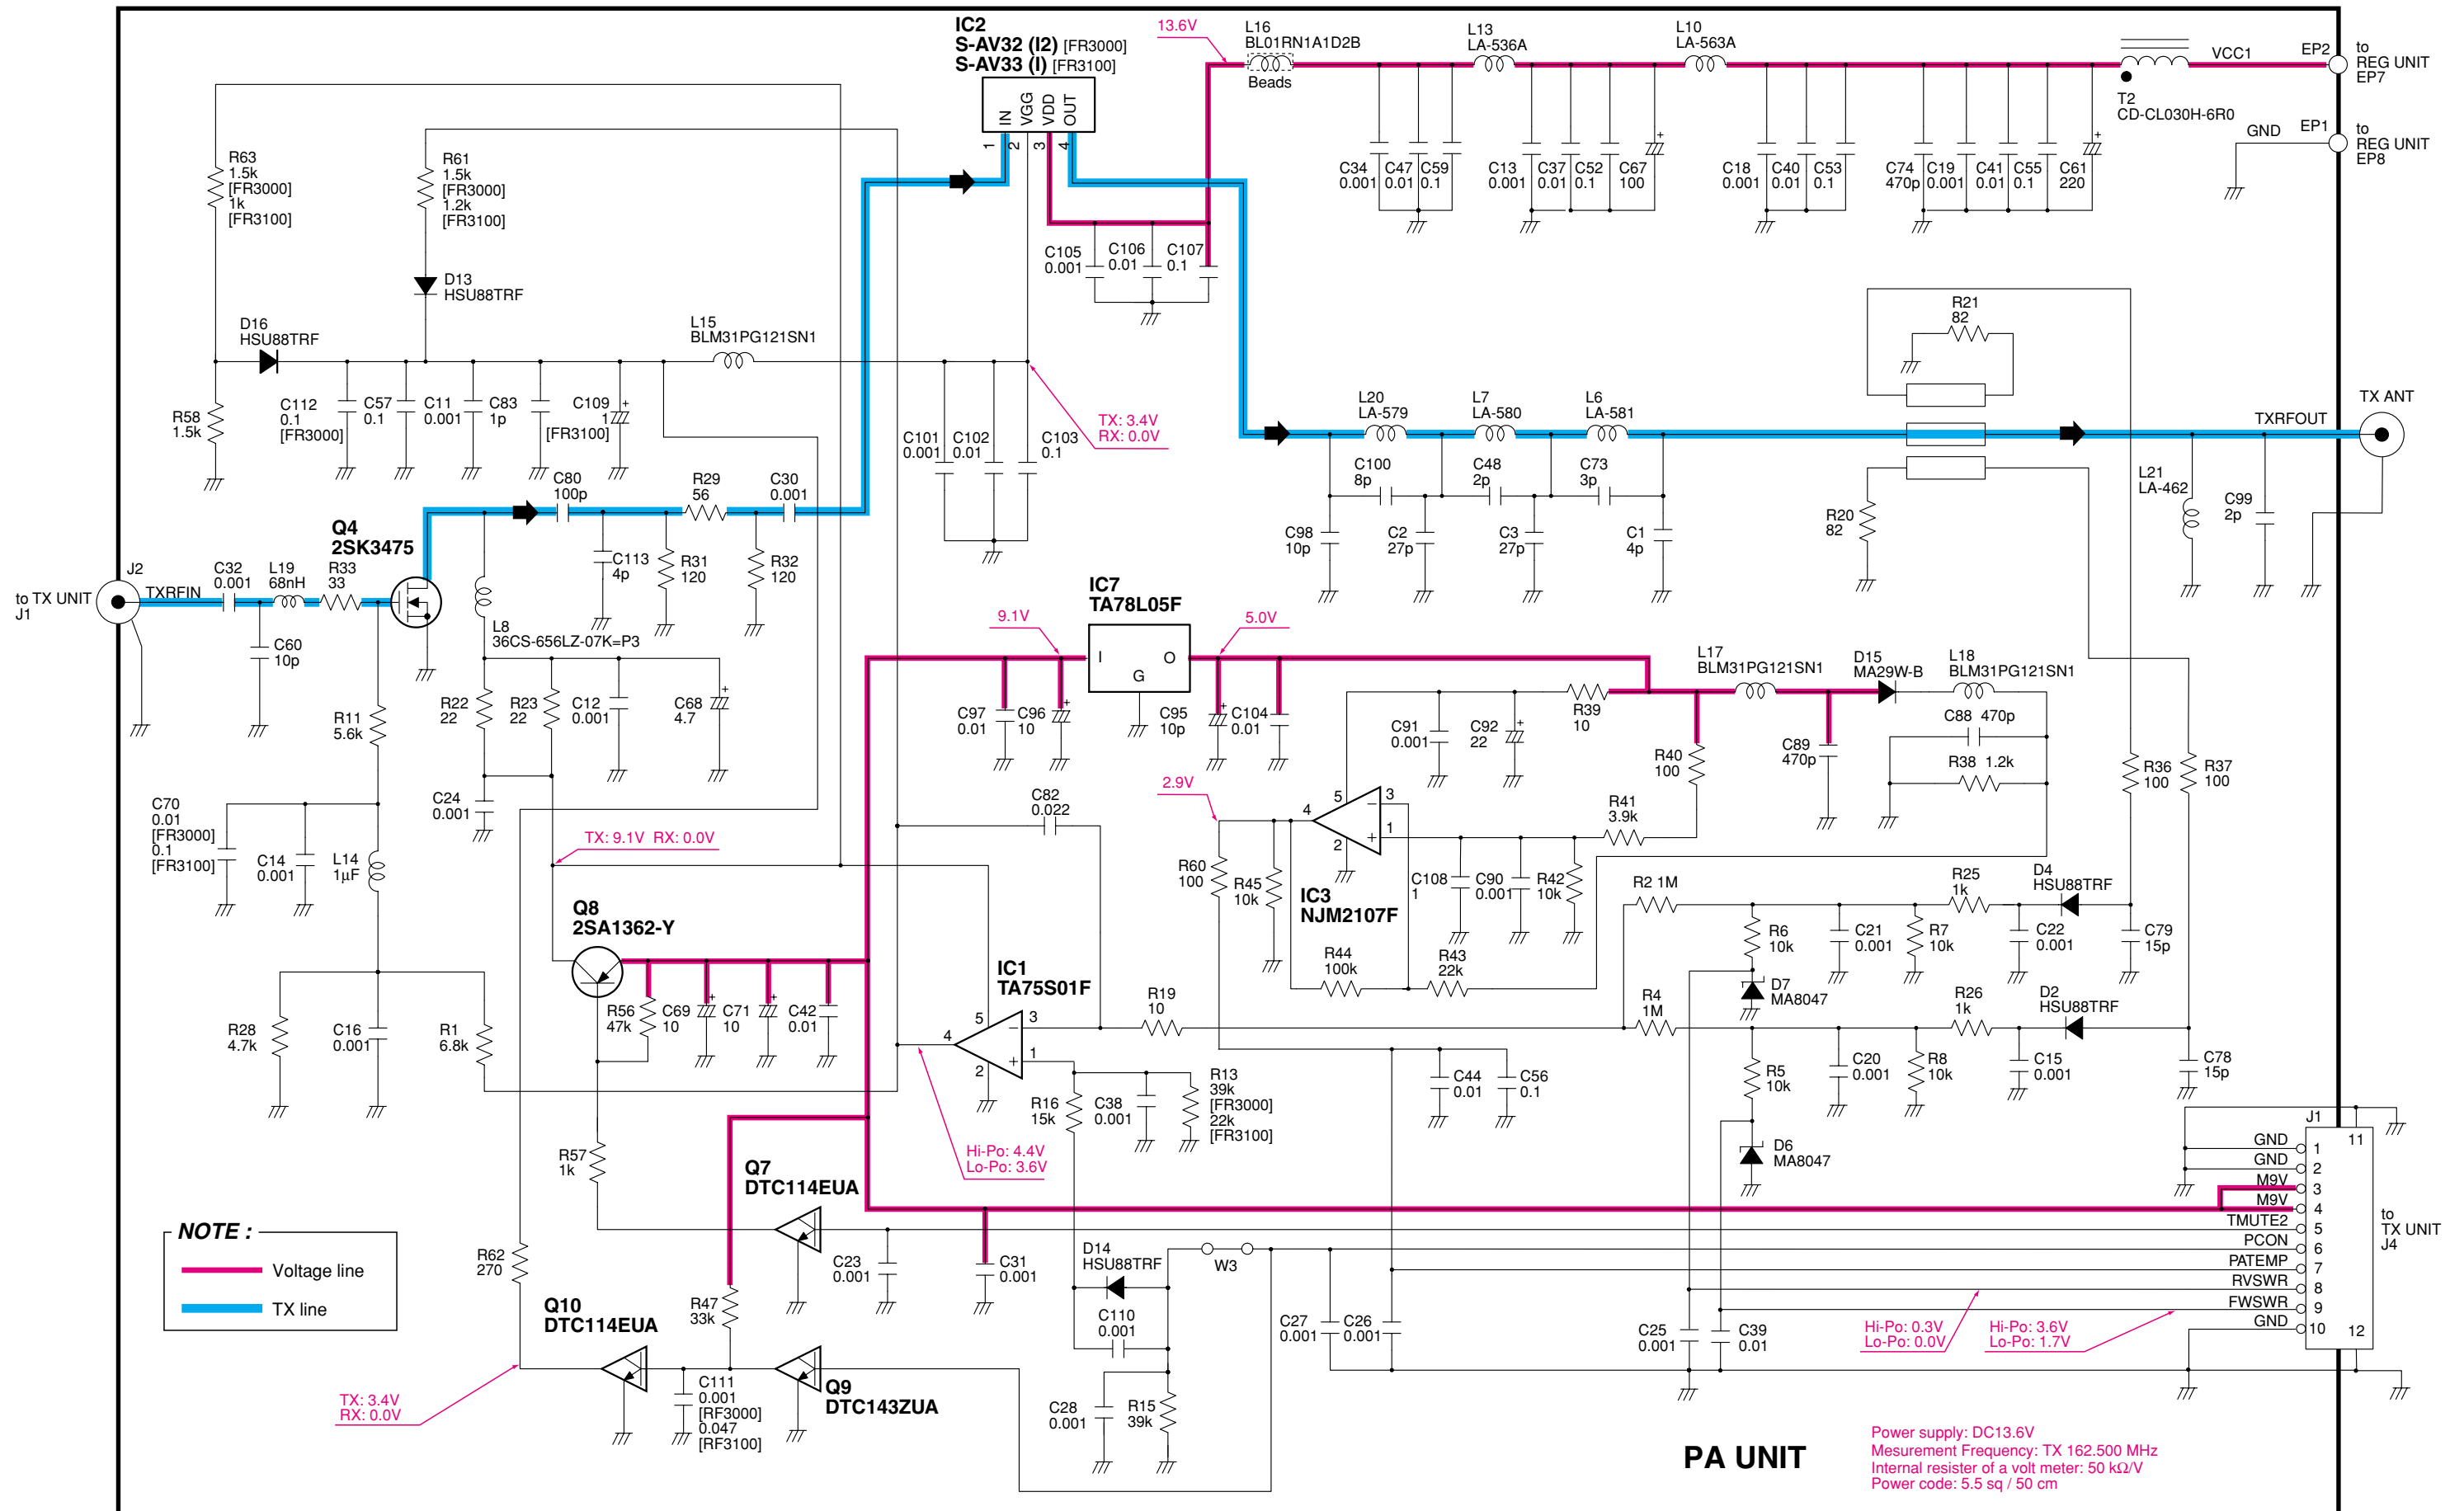 IC2
S-AV32 (I2) [FR3000]
S-AV33 (I) [FR3100]
IN
VGG
VDD
OUT
1
2
3
4
13.6V
L16
BL01RN1A1D2B
Beads
L13
LA-536A
L10
LA-563A
T2
CD-CL030H-6R0
VCC1
EP2
to
REG UNIT
EP7
GND
EP1
to
REG UNIT
EP8
C34
0.001
C47
0.01
C59
0.1
C13
0.001
C37
0.01
C52
0.1
C67
100
+
C18
0.001
C40
0.01
C53
0.1
C74
470p
C19
0.001
C41
0.01
C55
0.1
C61
220
+
R63
1.5k
[FR3000]
1k
[FR3100]
R61
1.5k
[FR3000]
1.2k
[FR3100]
C105
0.001
C106
0.01
C107
0.1
D13
HSU88TRF
D16
HSU88TRF
L15
BLM31PG121SN1
R58
1.5k
C112
0.1
[FR3000]
C57
0.1
C11
0.001
C83
1p
C109
1
[FR3100]
+
C101
0.001
C102
0.01
C103
0.1
TX: 3.4V
RX: 0.0V
R21
82
L20
LA-579
L7
LA-580
L6
LA-581
TXRFOUT
TX ANT
C100
8p
C48
2p
C73
3p
C98
10p
C2
27p
C3
27p
C1
4p
R20
82
L21
LA-462
C99
2p
C80
100p
R29
56
C30
0.001
C113
4p
R31
120
R32
120
Q4
2SK3475
to TX UNIT
J1
J2
TXRFIN
C32
0.001
L19
68nH
R33
33
C60
10p
L8
36CS-656LZ-07K=P3
IC7
TA78L05F
I
O
G
9.1V
5.0V
R11
5.6k
R22
22
R23
22
C12
0.001
C68
4.7
+
C97
0.01
C96
10
+
C95
10p
+
C104
0.01
C91
0.001
C92
22
+
R39
10
L17
BLM31PG121SN1
D15
MA29W-B
L18
BLM31PG121SN1
C88 470p
R38 1.2k
C89
470p
R40
100
R36
100
R37
100
C24
0.001
C70
0.01
[FR3000]
0.1
[FR3100]
C14
0.001
L14
1µF
TX: 9.1V RX: 0.0V
C82
0.022
2.9V
5
3
4
1
2
−
+
R41
3.9k
R60
100
R45
10k
IC3
NJM2107F
C108
1
C90
0.001
R42
10k
R2 1M
R25
1k
D4
HSU88TRF
R6
10k
C21
0.001
R7
10k
C22
0.001
C79
15p
Q8
2SA1362-Y
R56
47k
C69
10
+
C71
10
+
C42
0.01
IC1
TA75S01F
5
3
4
1
2
−
+
R44
100k
R43
22k
R19
10
R4
1M
D7
MA8047
R26
1k
D2
HSU88TRF
R28
4.7k
C16
0.001
R1
6.8k
R5
10k
C20
0.001
R8
10k
C15
0.001
C78
15p
R16
15k
C38
0.001
R13
39k
[FR3000]
22k
[FR3100]
C44
0.01
C56
0.1
Hi-Po: 4.4V
Lo-Po: 3.6V
D6
MA8047
R57
1k
Q7
DTC114EUA
J1
11
GND 1
GND 2
M9V 3
M9V 4
TMUTE2 5
PCON 6
PATEMP 7
RVSWR 8
FWSWR 9
GND 10
12
to
TX UNIT
J4
NOTE :
Voltage line
TX line
R62
270
Q10
DTC114EUA
R47
33k
C23
0.001
C31
0.001
D14
HSU88TRF
W3
C110
0.001
C27
0.001
C26
0.001
C25
0.001
C39
0.01
Hi-Po: 0.3V
Lo-Po: 0.0V
Hi-Po: 3.6V
Lo-Po: 1.7V
TX: 3.4V
RX: 0.0V
C111
0.001
[RF3000]
0.047
[RF3100]
Q9
DTC143ZUA
C28
0.001
R15
39k
PA UNIT
Power supply: DC13.6V
Mesurement Frequency: TX 162.500 MHz
Internal resister of a volt meter: 50 kΩ/V
Power code: 5.5 sq / 50 cm